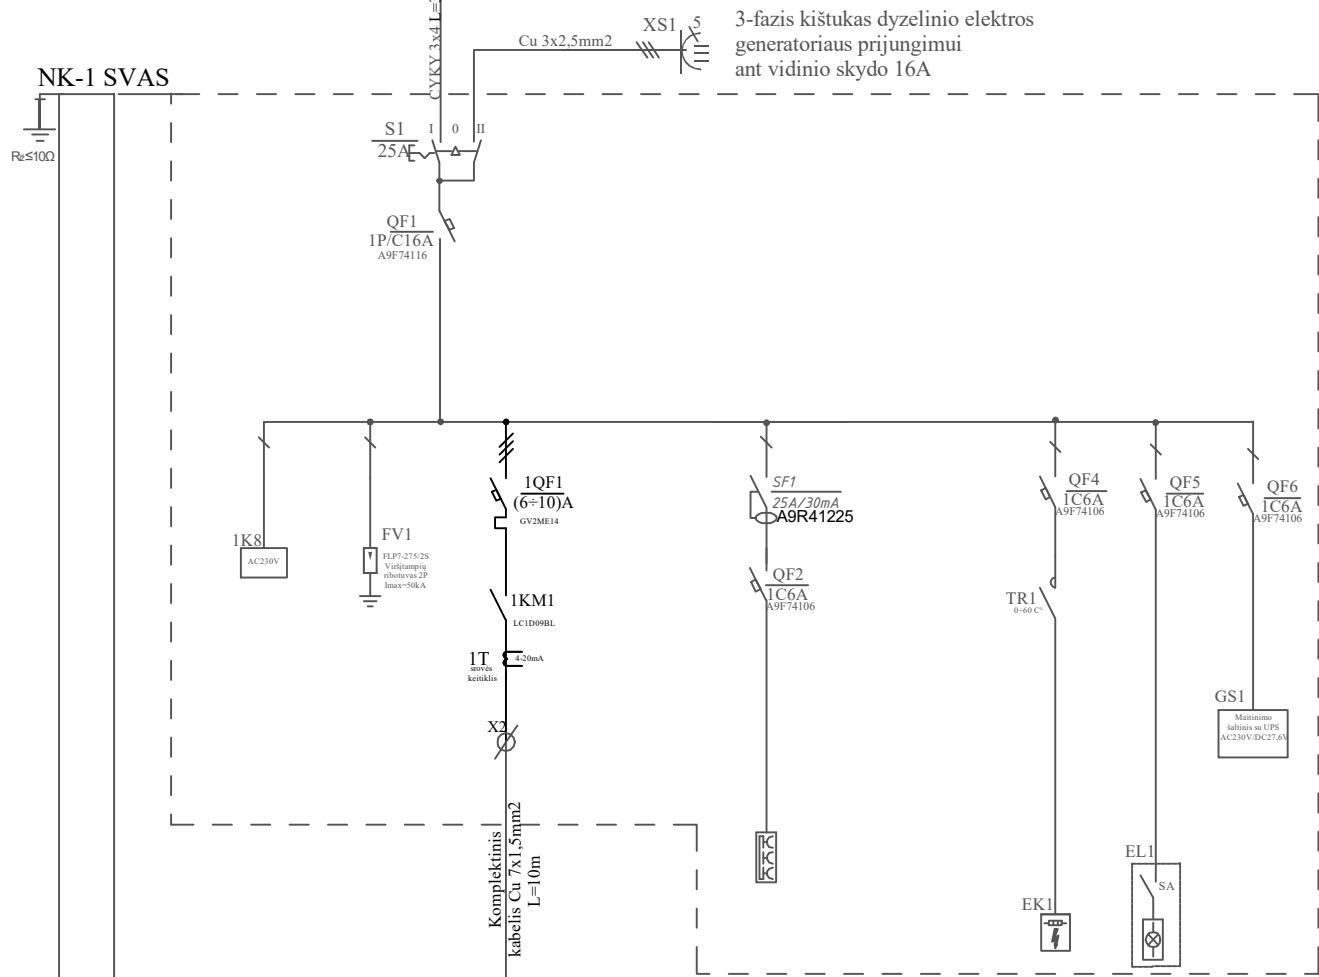 CYKY 3x4 L=
Cu 3x2,5mm2
XS1
5
3-fazis kištukas dyzelinio elektros
generatoriaus prijungimui
ant vidinio skydo 16A
NK-1 SVAS
R≤10Ω
S1
25A
I 0 II
QF1
1P/C16A
A9F74116
1K8
AC230V
FV1
FLP7-275/2S
Viršįtampių
ribotuvas 2P
Imax=50kA
1QF1
(6÷10)A
GV2ME14
1KM1
LC1D09BL
1T
srovės
keitiklis
4-20mA
X2
Komplektinis
kabelis Cu 7x1,5mm2
L=10m
SF1
25A/30mA
A9R41225
QF2
1C6A
A9F74106
QF4
1C6A
A9F74106
TR1
0÷60 C°
EK1
QF5
1C6A
A9F74106
EL1
SA
QF6
1C6A
A9F74106
GS1
Maitinimo
šaltinis su UPS
AC230V/DC27,6V